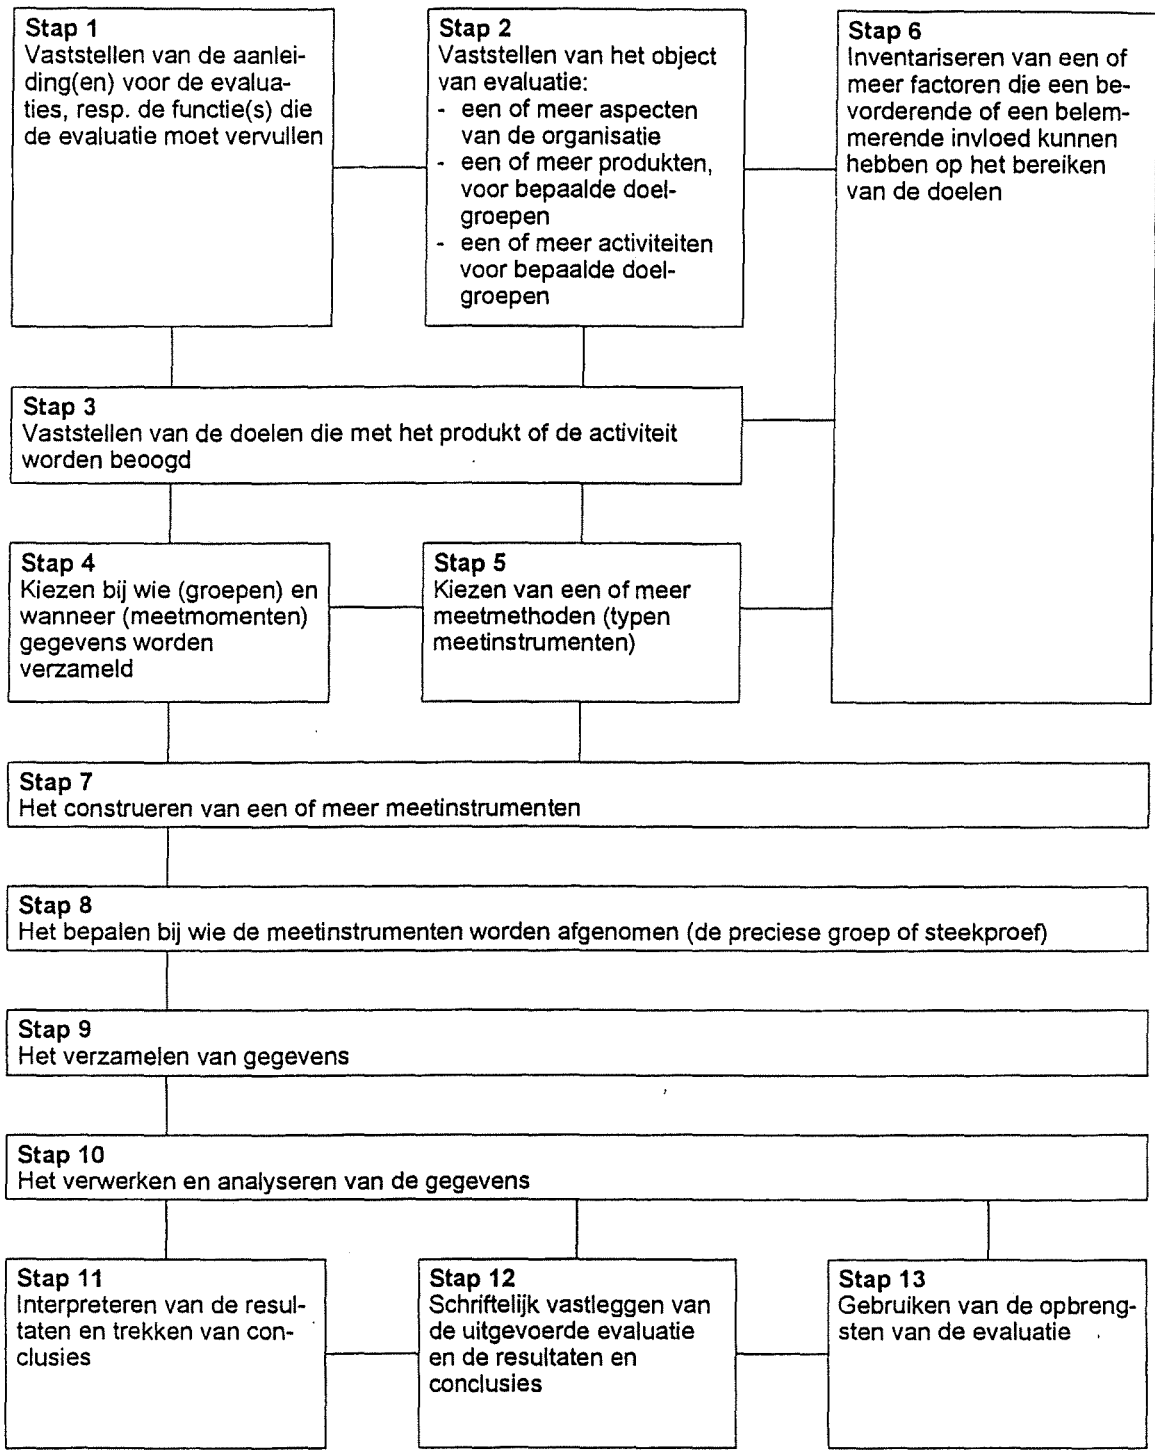 Stap 1
Vaststellen van de aanlei-
ding(en) voor de evalua-
ties, resp. de functie(s) die
de evaluatie moet vervullen
Stap 2
Vaststellen van het object
van evaluatie:
- een of meer aspecten
van de organisatie
- een of meer produkten,
voor bepaalde doel-
groepen
- een of meer activiteiten
voor bepaalde doel-
groepen
Stap 6
Inventariseren van een of
meer factoren die een be-
vorderende of een belem-
merende invloed kunnen
hebben op het bereiken
van de doelen
Stap 3
Vaststellen van de doelen die met het produkt of de activiteit
worden beoogd
Stap 4
Kiezen bij wie (groepen) en
wanneer (meetmomenten)
gegevens worden
verzameld
Stap 5
Kiezen van een of meer
meetmethoden (typen
meetinstrumenten)
Stap 7
Het construeren van een of meer meetinstrumenten
Stap 8
Het bepalen bij wie de meetinstrumenten worden afgenomen (de preciese groep of steekproef)
Stap 9
Het verzamelen van gegevens
Stap 10
Het verwerken en analyseren van de gegevens
Stap 11
Interpreteren van de resul-
taten en trekken van con-
clusies
Stap 12
Schriftelijk vastleggen van
de uitgevoerde evaluatie
en de resultaten en
conclusies
Stap 13
Gebruiken van de opbreng-
sten van de evaluatie